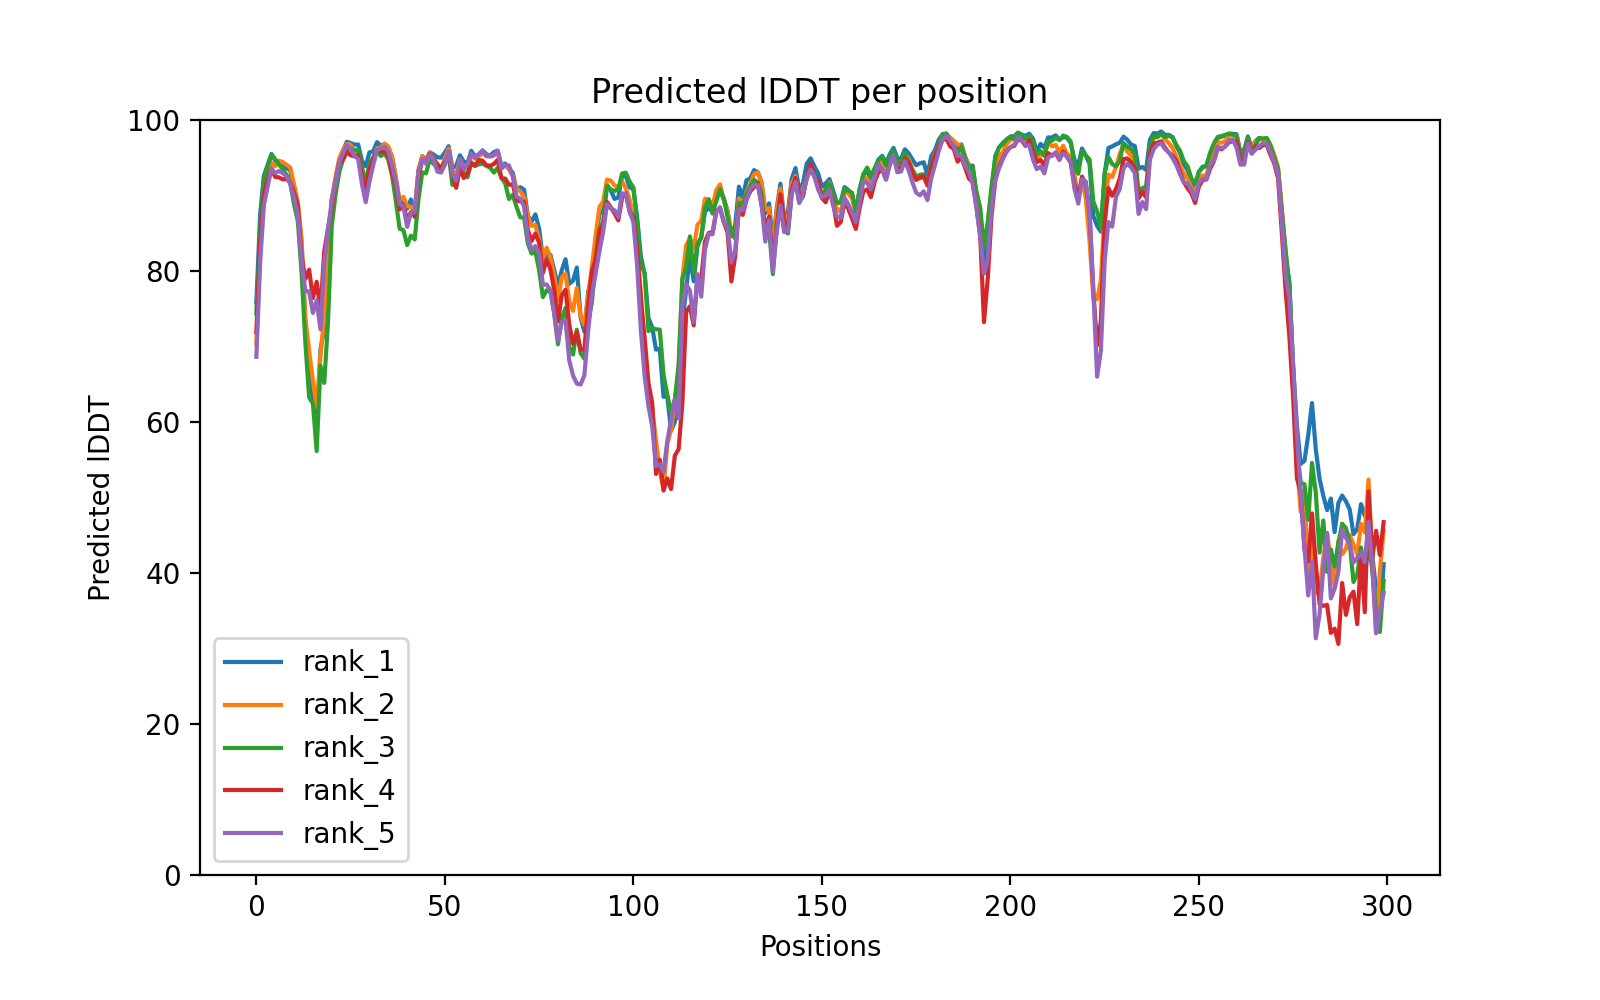 Predicted lDDT per position
100
80
60
40
20
0
Predicted lDDT
0 50 100 150 200 250 300
Positions
rank_1
rank_2
rank_3
rank_4
rank_5